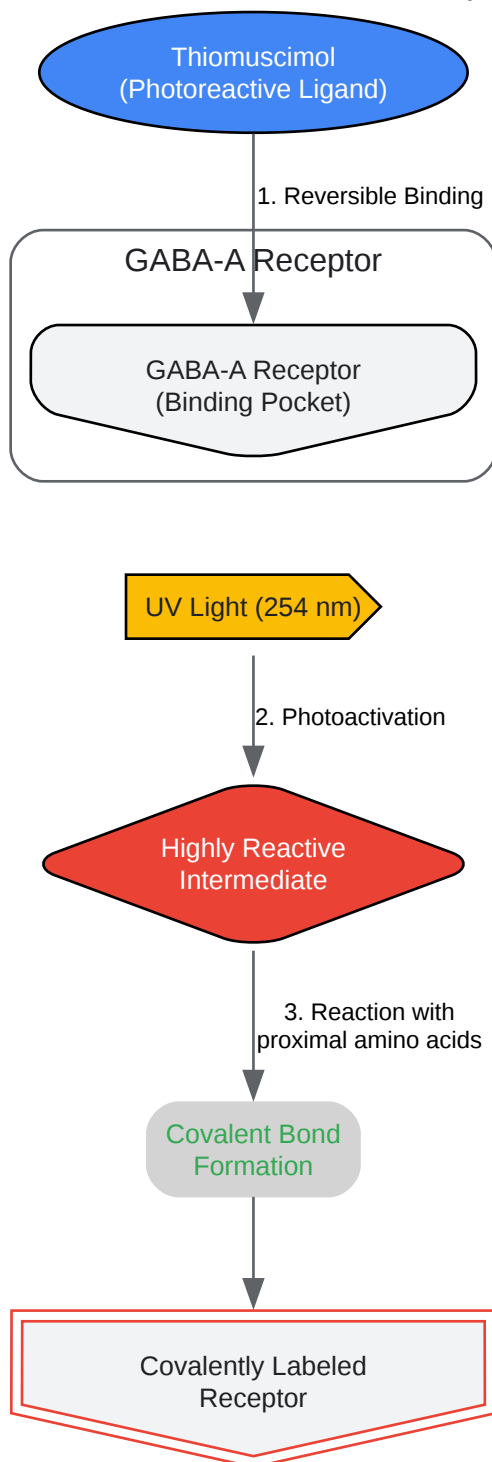 Thiomuscimol
(Photoreactive Ligand)
1. Reversible Binding
GABA-A Receptor
GABA-A Receptor
(Binding Pocket)
UV Light (254 nm)
2. Photoactivation
Highly Reactive
Intermediate
3. Reaction with
proximal amino acids
Covalent Bond
Formation
Covalently Labeled
Receptor